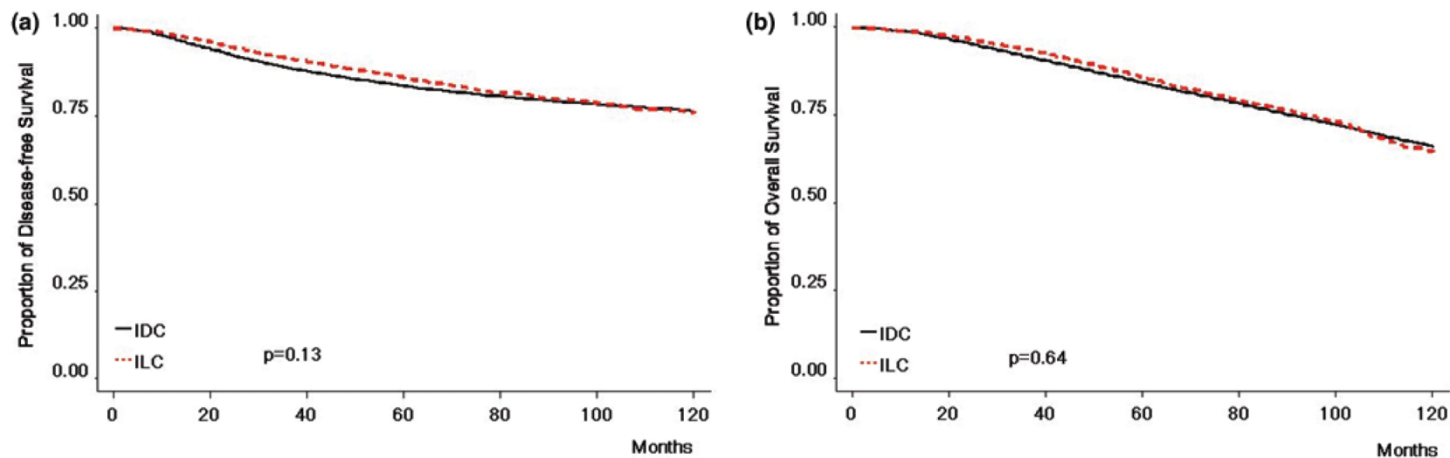 (a)
Proportion of Disease-free Survival
1.00
0.75
0.50
0.25
0.00
IDC
ILC
p=0.13
0 20 40 60 80 100 120
Months
(b)
Proportion of Overall Survival
1.00
0.75
0.50
0.25
0.00
IDC
ILC
p=0.64
0 20 40 60 80 100 120
Months